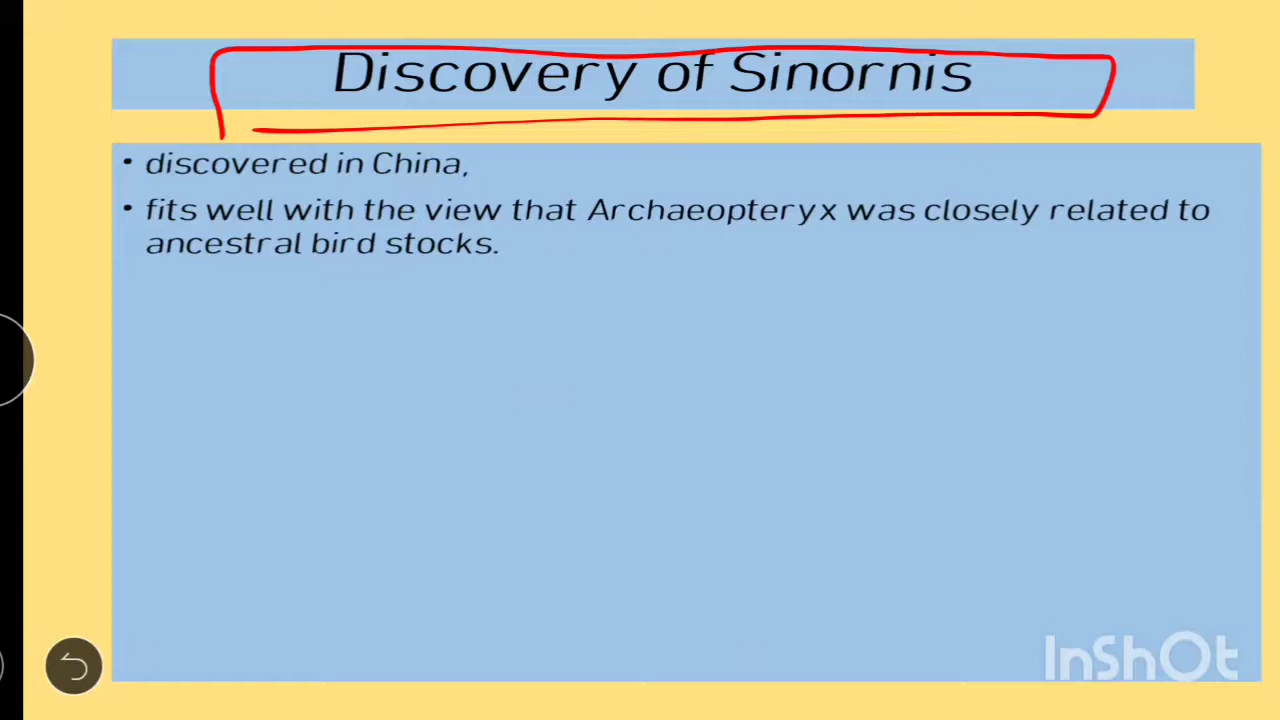 Discovery of Sinornis
• discovered in China,
• fits well with the view that Archaeopteryx was closely related to
ancestral bird stocks.
InShOt